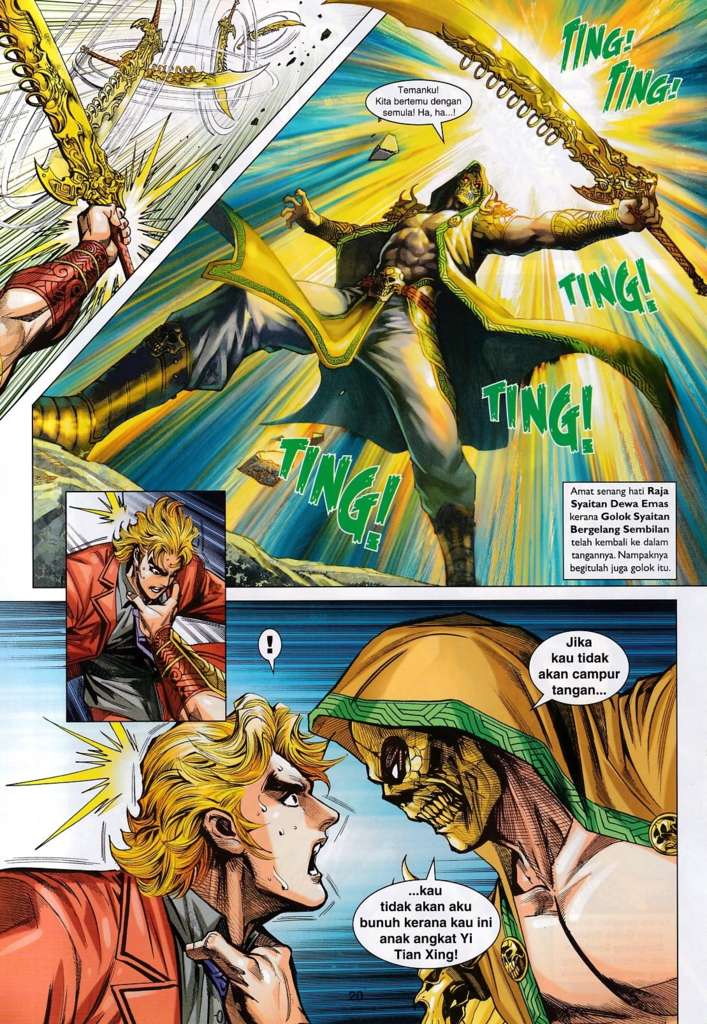 TING!
TING!
Temanku!
Kita bertemu dengan
semula! Ha, ha...!
TING!
TING!
TING!
Amat senang hati Raja
Syaitan Dewa Emas
kerana Golok Syaitan
Bergelang Sembilan
telah kembali ke dalam
tangannya. Nampaknya
begitulah juga golok itu.
!
Jika
kau tidak
akan campur
tangan...
...kau
tidak akan aku
bunuh kerana kau ini
anak angkat Yi
Tian Xing!
20